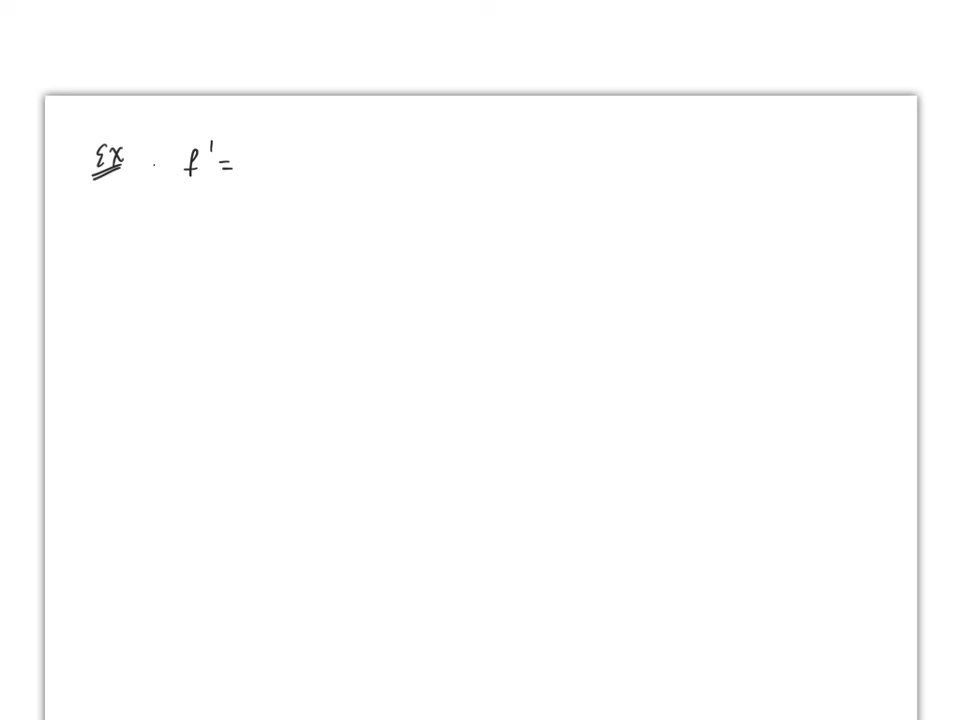 Ex . f' =